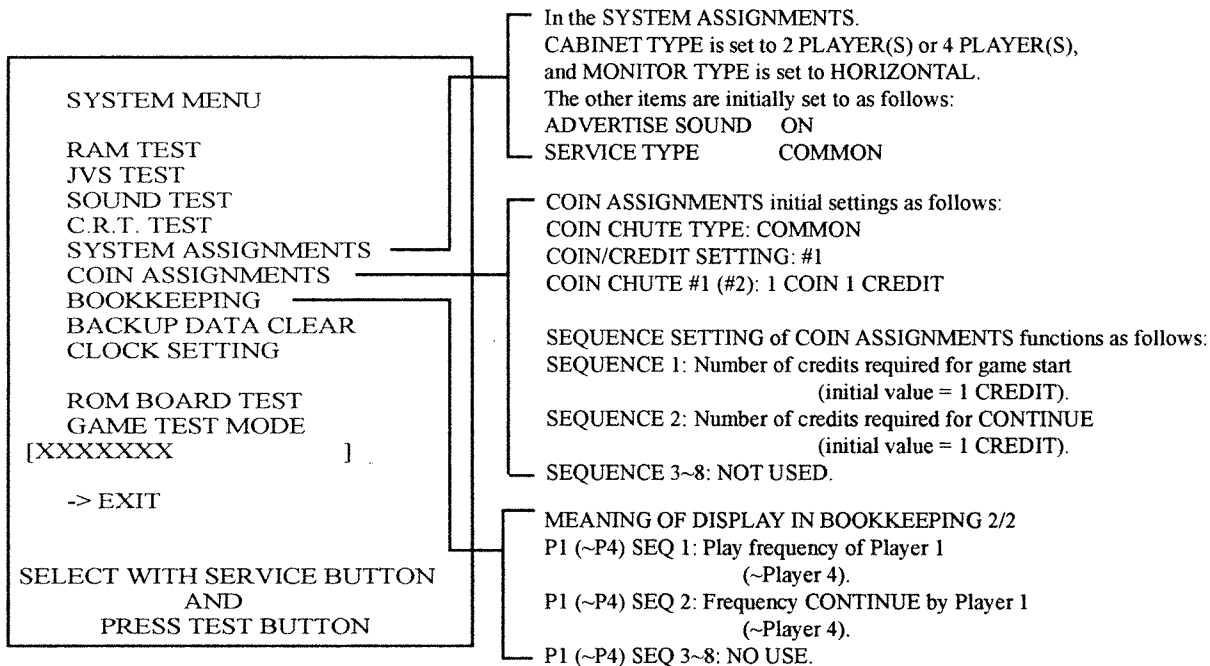 SYSTEM MENU
RAM TEST
JVS TEST
SOUND TEST
C.R.T. TEST
SYSTEM ASSIGNMENTS
COIN ASSIGNMENTS
BOOKKEEPING
BACKUP DATA CLEAR
CLOCK SETTING
ROM BOARD TEST
GAME TEST MODE
[XXXXXXX ]
-> EXIT
SELECT WITH SERVICE BUTTON
AND
PRESS TEST BUTTON
In the SYSTEM ASSIGNMENTS.
CABINET TYPE is set to 2 PLAYER(S) or 4 PLAYER(S),
and MONITOR TYPE is set to HORIZONTAL.
The other items are initially set to as follows:
ADVERTISE SOUND ON
SERVICE TYPE COMMON
COIN ASSIGNMENTS initial settings as follows:
COIN CHUTE TYPE: COMMON
COIN/CREDIT SETTING: #1
COIN CHUTE #1 (#2): 1 COIN 1 CREDIT
SEQUENCE SETTING of COIN ASSIGNMENTS functions as follows:
SEQUENCE 1: Number of credits required for game start
(initial value = 1 CREDIT).
SEQUENCE 2: Number of credits required for CONTINUE
(initial value = 1 CREDIT).
SEQUENCE 3~8: NOT USED.
MEANING OF DISPLAY IN BOOKKEEPING 2/2
P1 (~P4) SEQ 1: Play frequency of Player 1
(~Player 4).
P1 (~P4) SEQ 2: Frequency CONTINUE by Player 1
(~Player 4).
P1 (~P4) SEQ 3~8: NO USE.